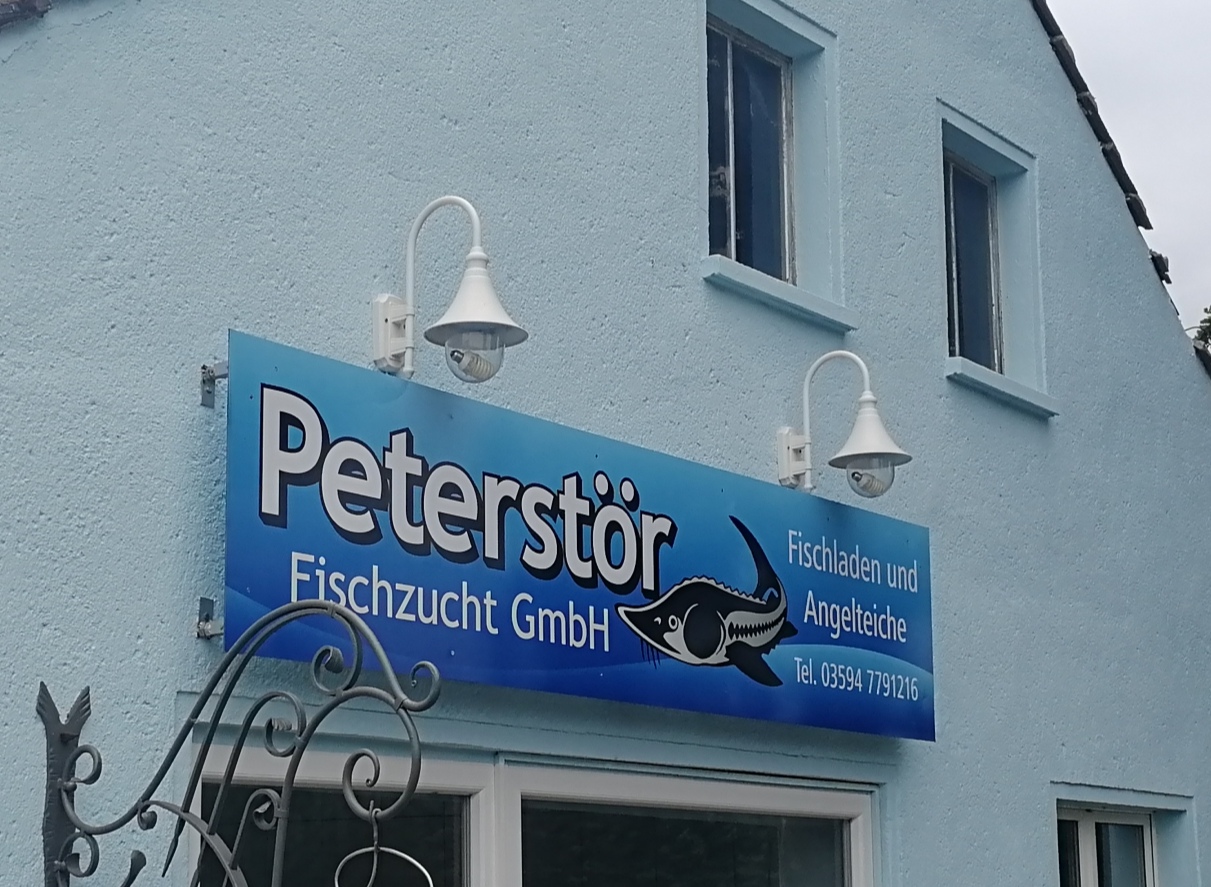 Peterstör
Fischzucht GmbH
Fischladen und
Angelteiche
Tel. 03594 7791216